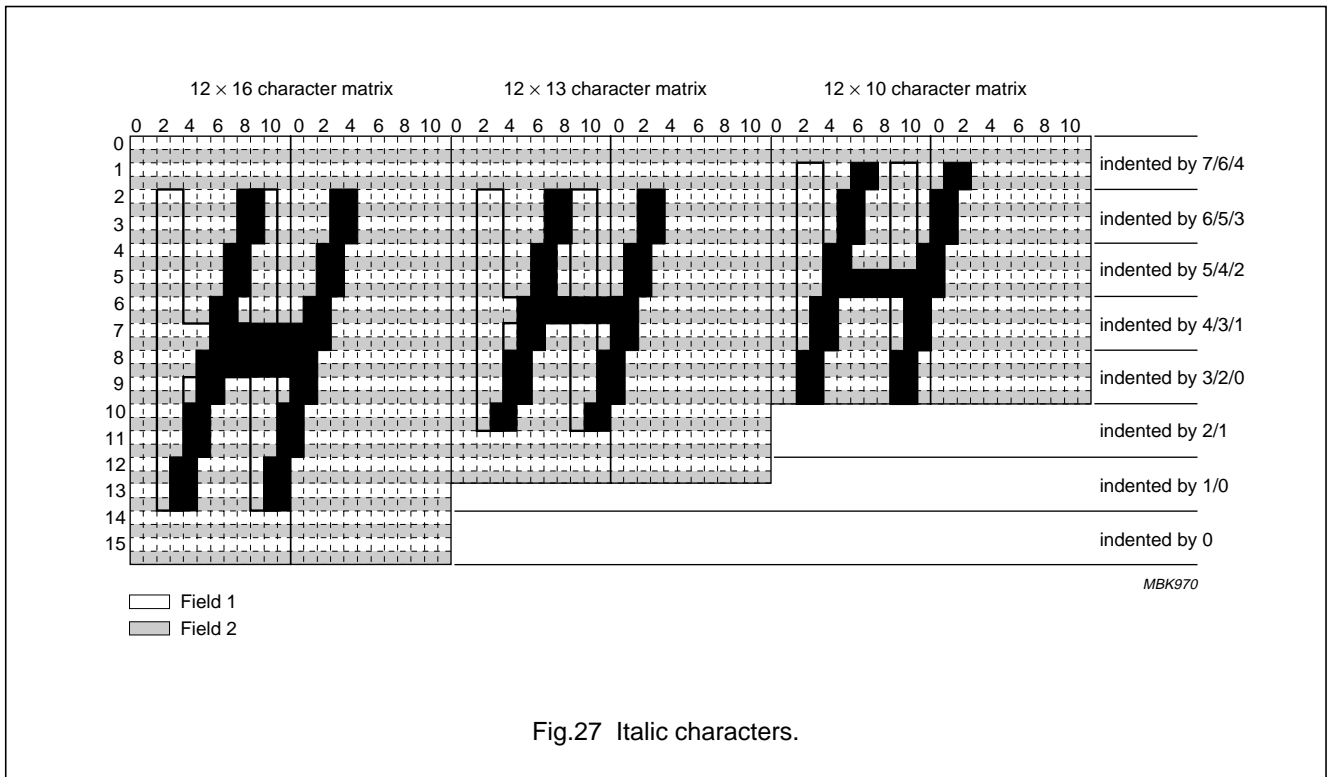 12 × 16 character matrix 12 × 13 character matrix 12 × 10 character matrix
0 2 4 6 8 10 0 2 4 6 8 10 0 2 4 6 8 10 0 2 4 6 8 10 0 2 4 6 8 10 0 2 4 6 8 10
0
1 indented by 7/6/4
2
3 indented by 6/5/3
4
5 indented by 5/4/2
6
7 indented by 4/3/1
8
9 indented by 3/2/0
10
11 indented by 2/1
12
13 indented by 1/0
14
15 indented by 0
MBK970
Field 1
Field 2
Fig.27 Italic characters.